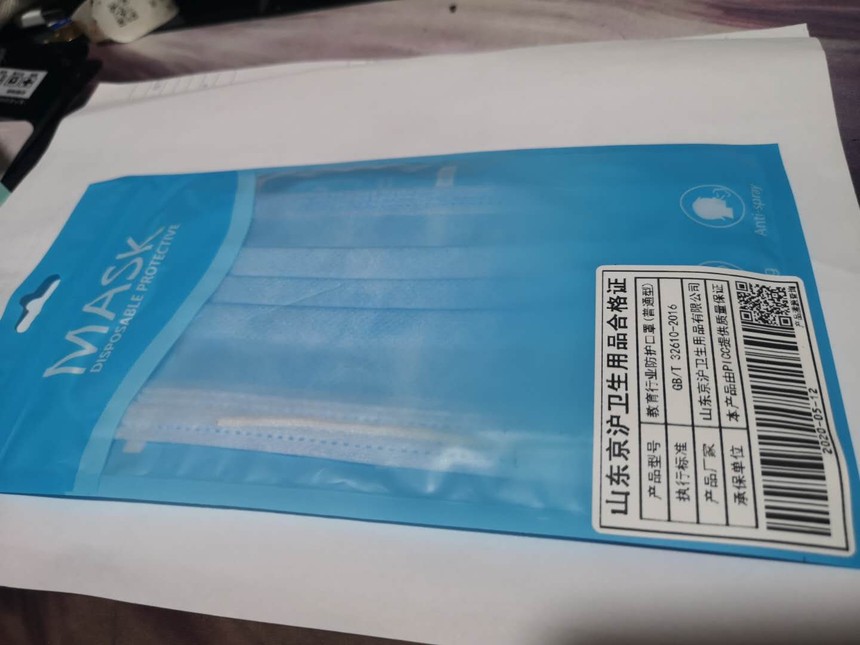 MASK
DISPOSABLE PROTECTIVE
Anti-spray
山东京沪卫生用品合格证
产品型号 教育行业防护口罩(普通型)
执行标准 GB/T 32610-2016
产品厂家 山东京沪卫生用品有限公司
承保单位 本产品由PICC提供质量保证
2020-05-12